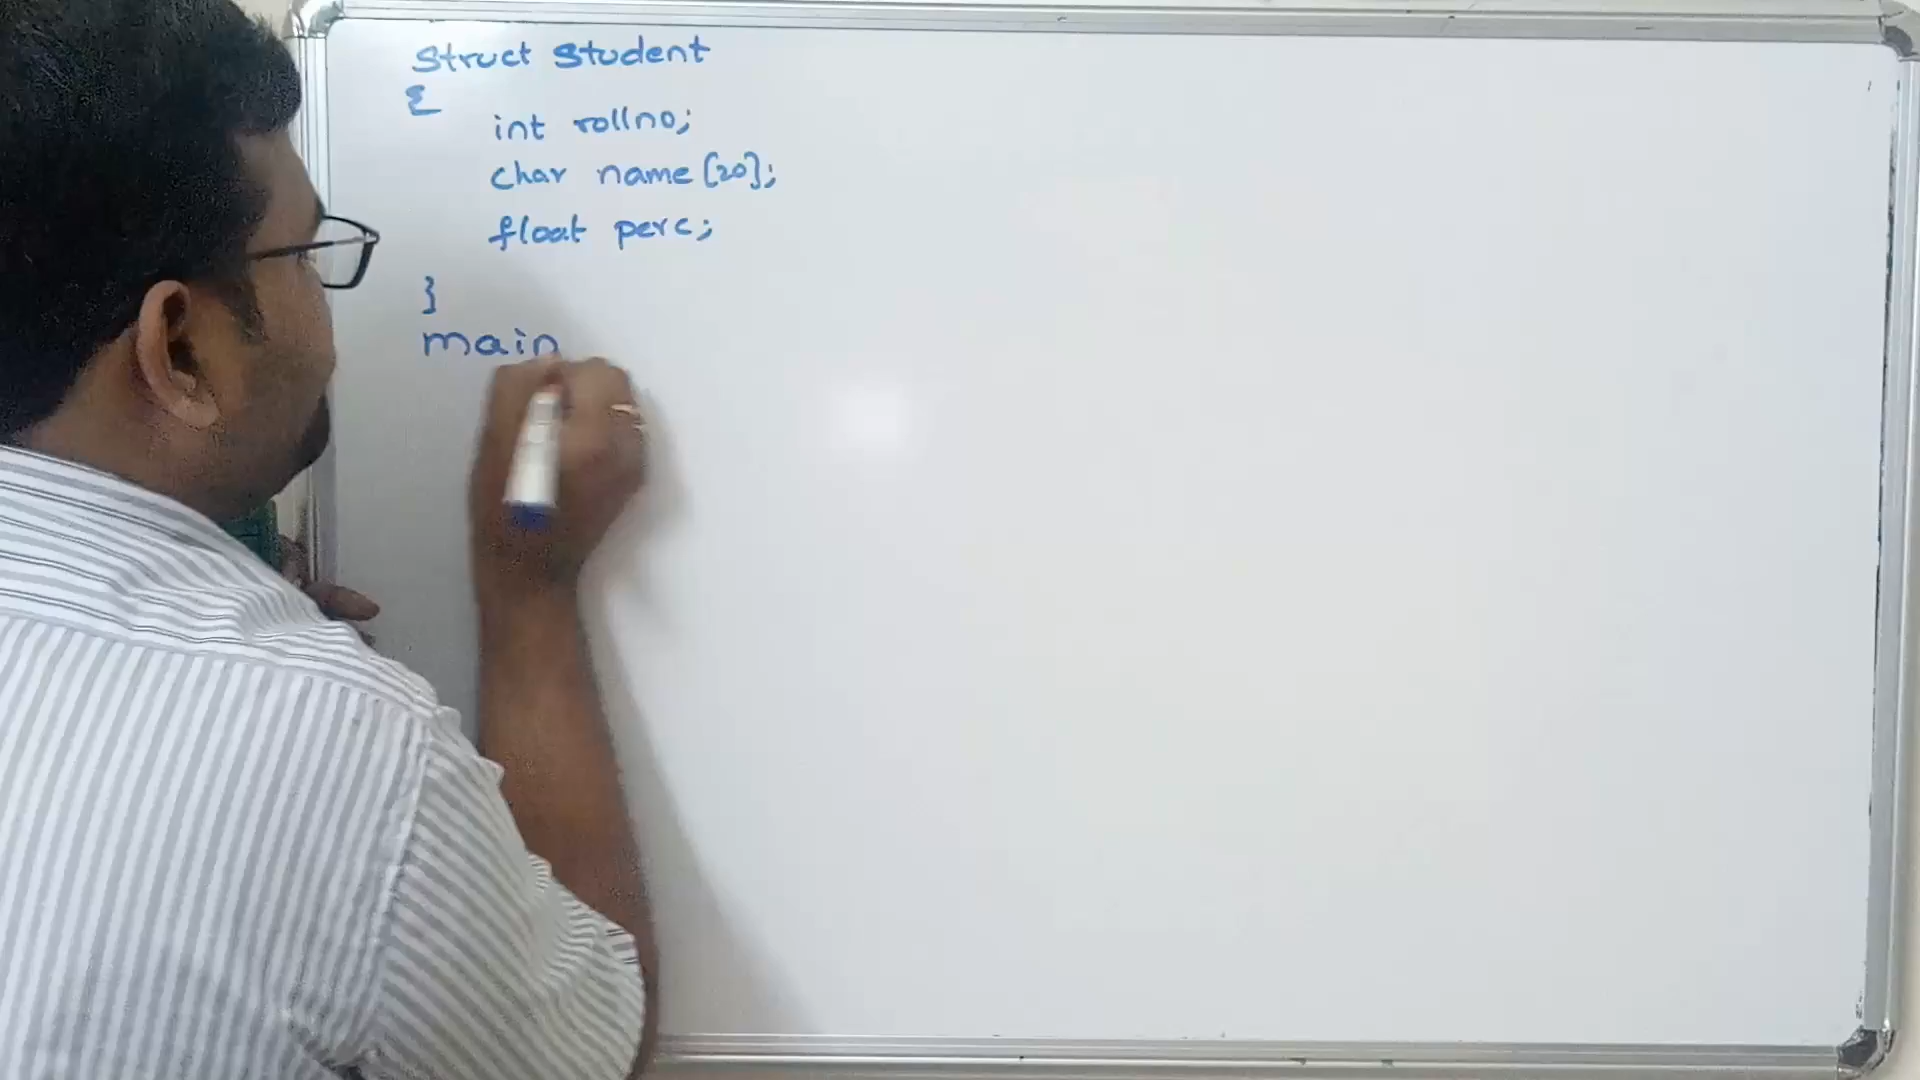 Struct Student
{
int rollno;
char name[20];
float perc;
}
main